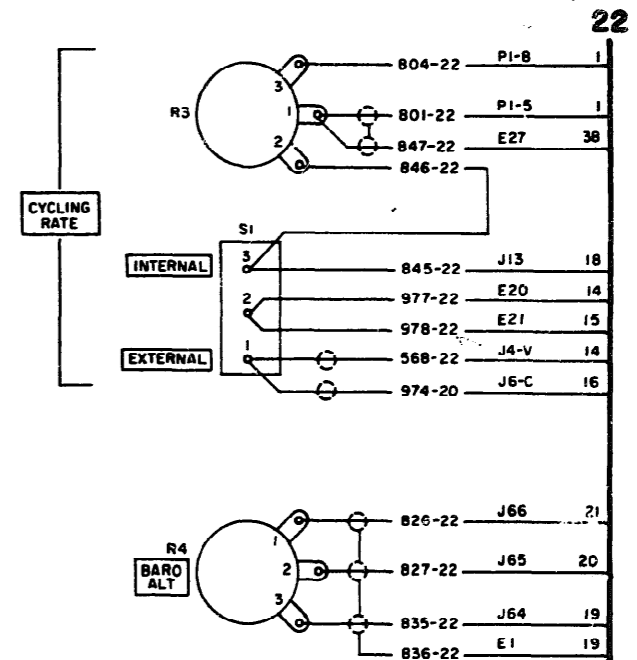 22
804-22 P1-8 1
3
R3 1 801-22 P1-5 1
2 847-22 E27 38
846-22
CYCLING
RATE
S1
INTERNAL 3 845-22 J13 18
2 977-22 E20 14
978-22 E21 15
EXTERNAL 1 568-22 J4-V 14
974-20 J6-C 16
826-22 J66 21
1
R4
BARO
ALT
2 827-22 J65 20
3
835-22 J64 19
836-22 E1 19